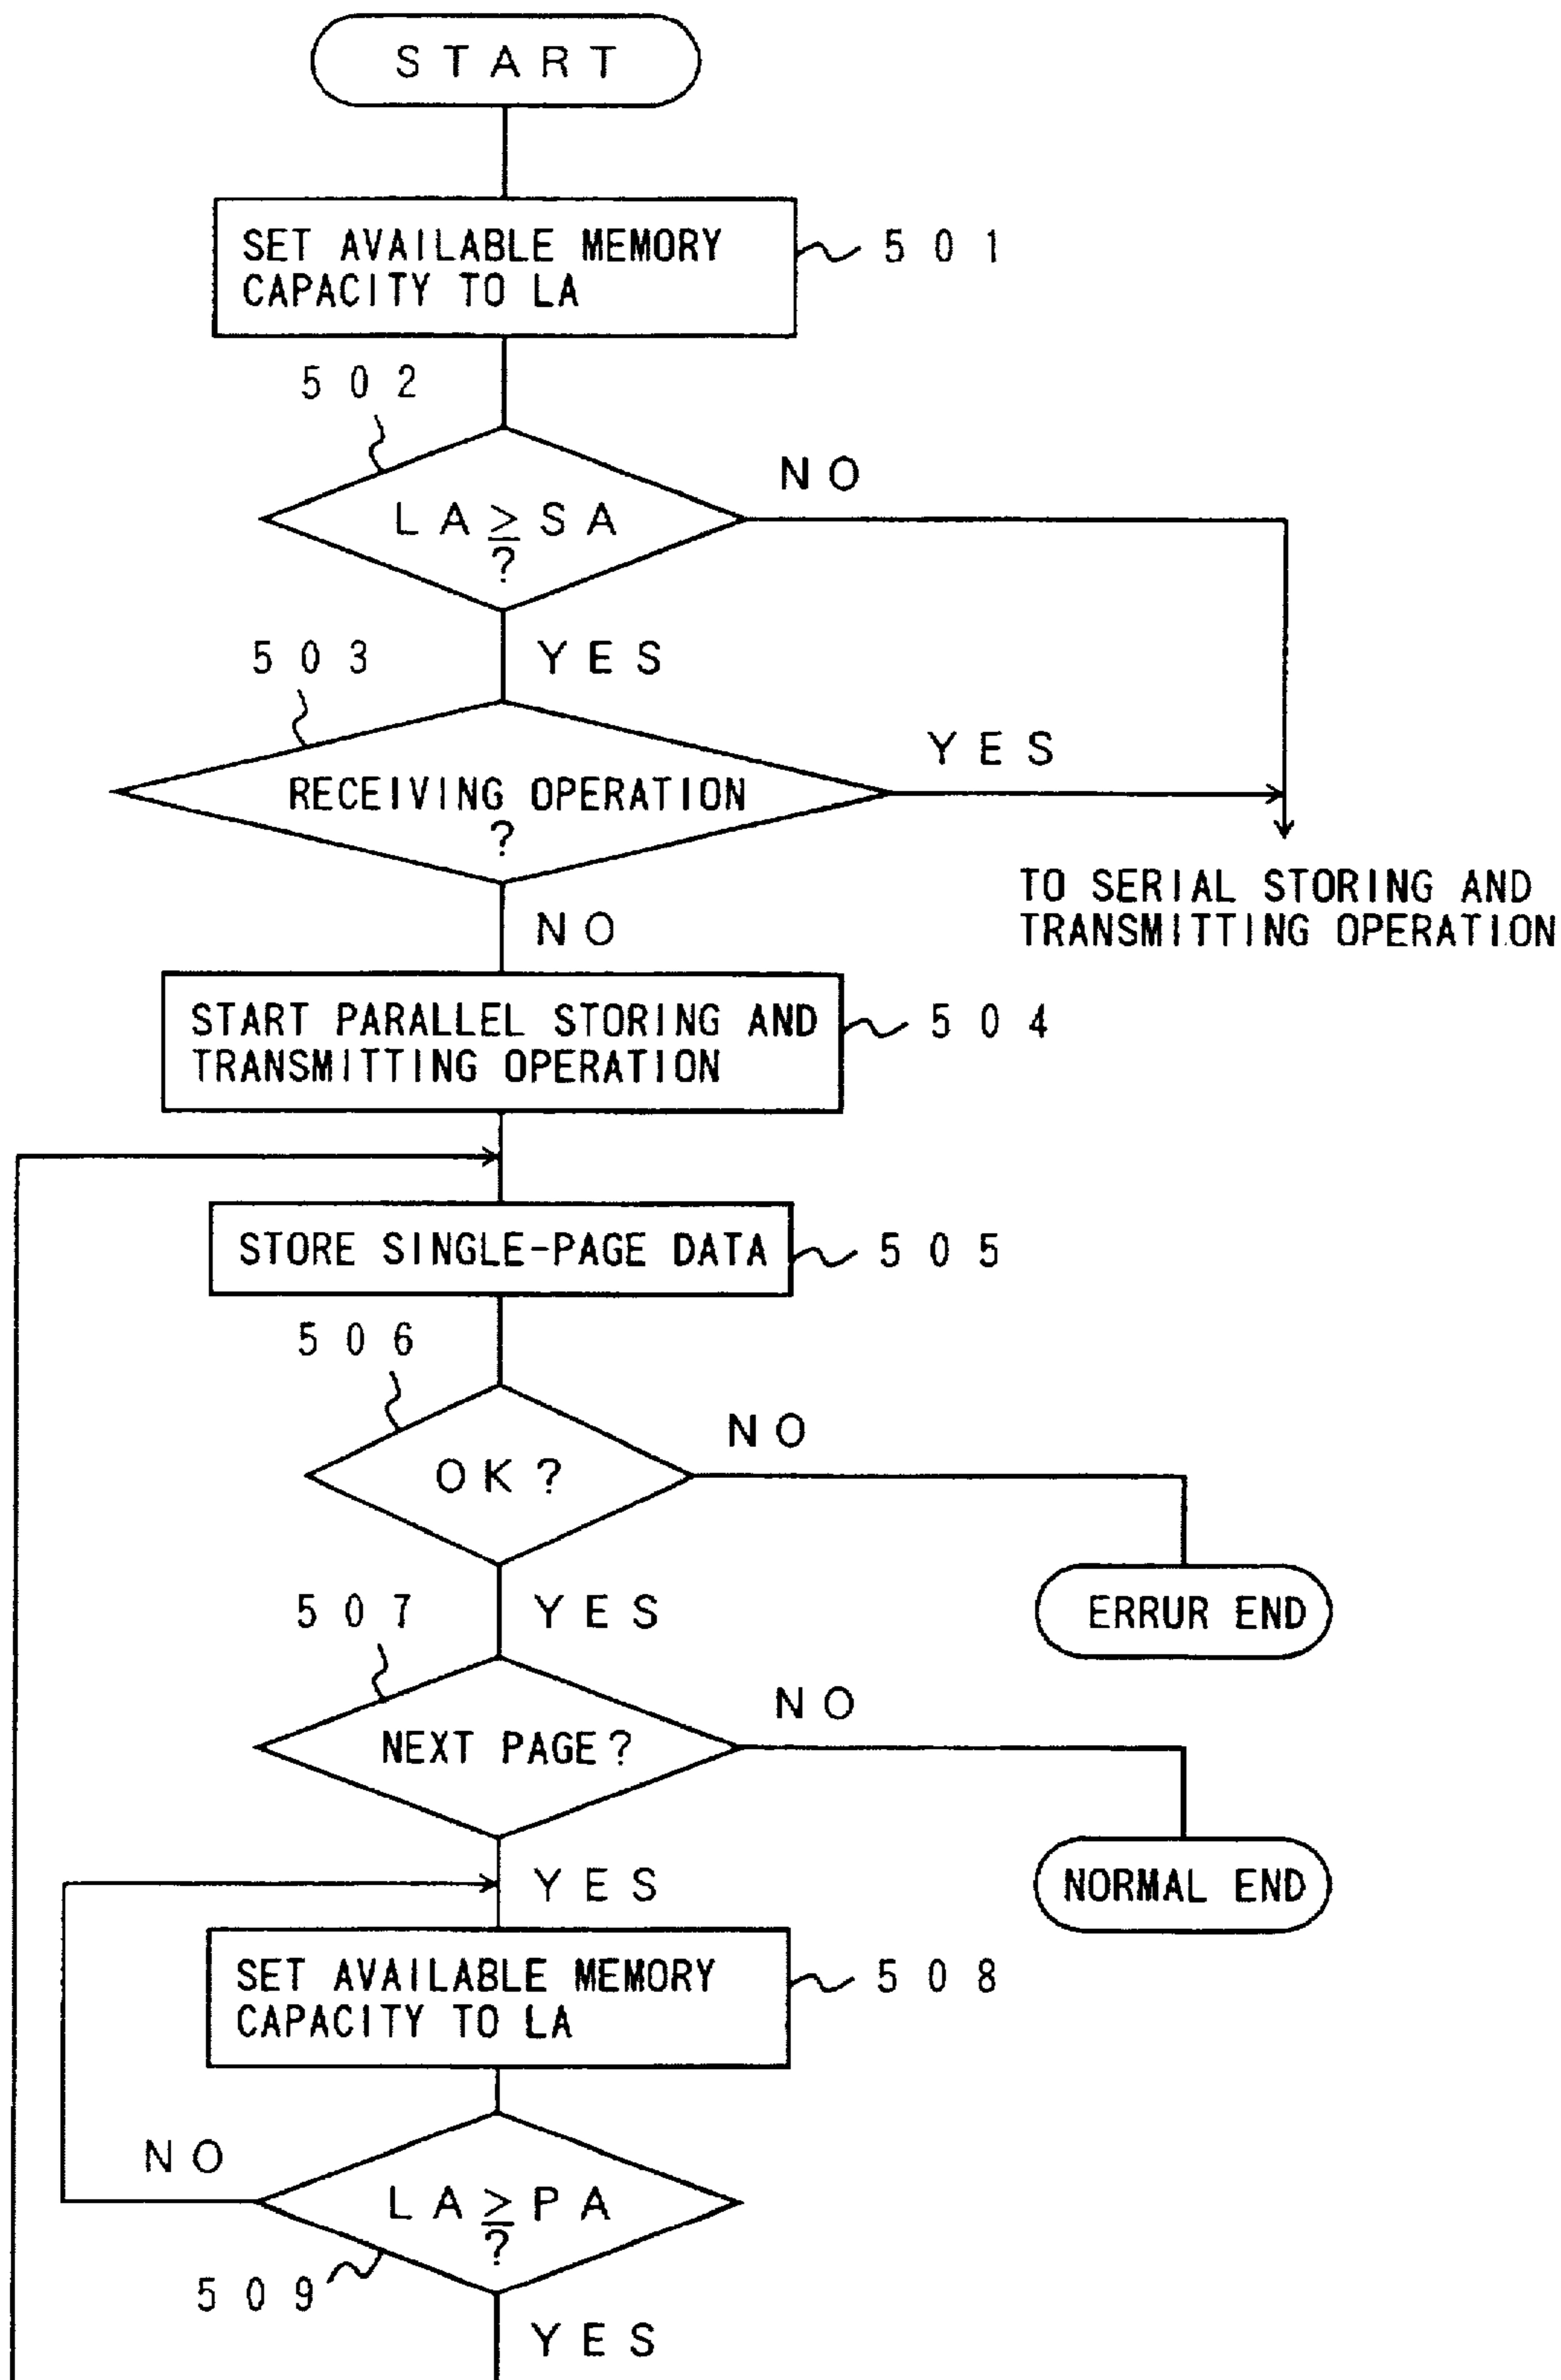 START
SET AVAILABLE MEMORY
CAPACITY TO LA
501
502
LA≧SA
?
NO
YES
503
RECEIVING OPERATION
?
YES
TO SERIAL STORING AND
TRANSMITTING OPERATION
NO
START PARALLEL STORING AND
TRANSMITTING OPERATION
504
STORE SINGLE-PAGE DATA
505
506
OK?
NO
ERRUR END
YES
507
NEXT PAGE?
NO
NORMAL END
YES
SET AVAILABLE MEMORY
CAPACITY TO LA
508
NO
LA≧PA
?
509
YES